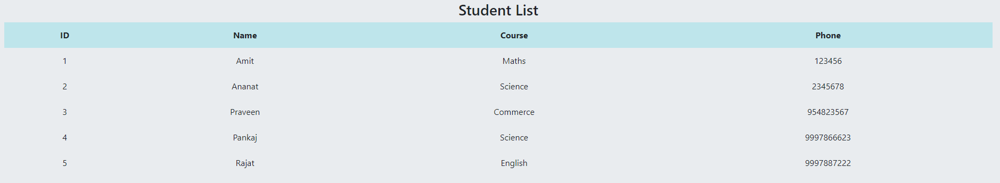 Student List
ID Name Course Phone
1 Amit Maths 123456
2 Ananat Science 2345678
3 Praveen Commerce 954823567
4 Pankaj Science 9997866623
5 Rajat English 9997887222